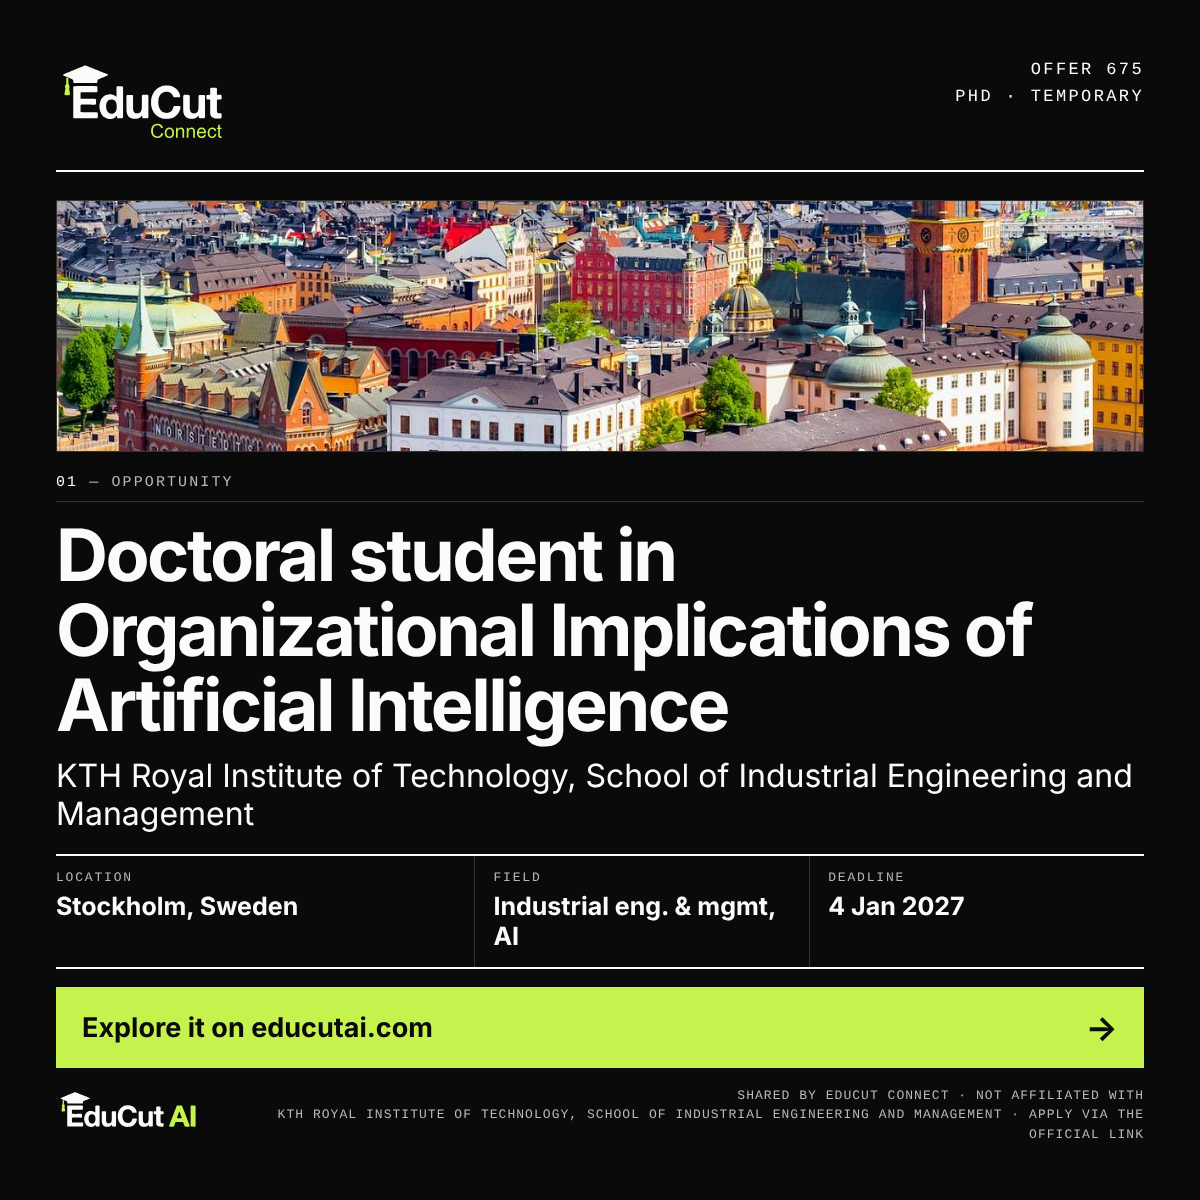 EduCut
Connect
OFFER 675
PHD · TEMPORARY
NORSTEDTS
01 — OPPORTUNITY
Doctoral student in
Organizational Implications of
Artificial Intelligence
KTH Royal Institute of Technology, School of Industrial Engineering and
Management
LOCATION
Stockholm, Sweden
FIELD
Industrial eng. & mgmt,
AI
DEADLINE
4 Jan 2027
Explore it on educutai.com
EduCut AI
SHARED BY EDUCUT CONNECT · NOT AFFILIATED WITH
KTH ROYAL INSTITUTE OF TECHNOLOGY, SCHOOL OF INDUSTRIAL ENGINEERING AND MANAGEMENT · APPLY VIA THE
OFFICIAL LINK